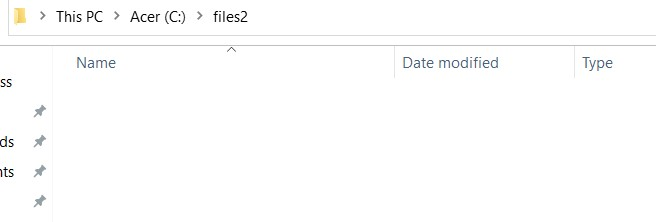 This PC > Acer (C:) > files2
Name Date modified Type
ss
ds
nts